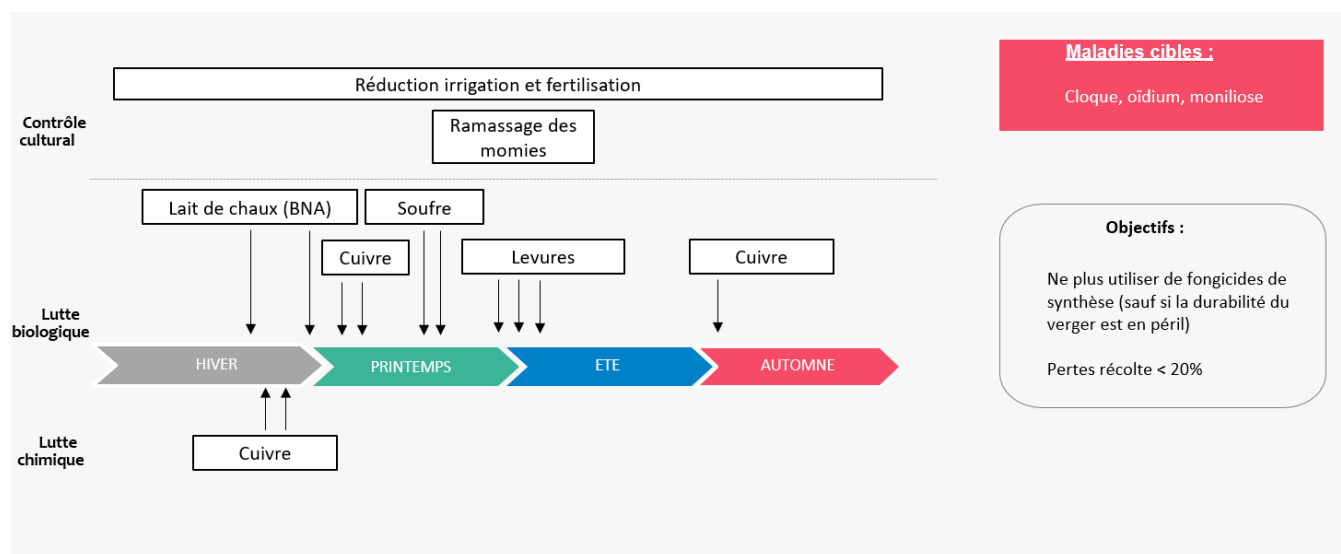 Maladies cibles :
Cloque, oïdium, moniliose
Réduction irrigation et fertilisation
Contrôle
cultural
Ramassage des
momies
Lait de chaux (BNA)
Soufre
Cuivre
Levures
Cuivre
Lutte
biologique
HIVER
PRINTEMPS
ETE
AUTOMNE
Lutte
chimique
Cuivre
Objectifs :
Ne plus utiliser de fongicides de
synthèse (sauf si la durabilité du
verger est en péril)
Pertes récolte < 20%